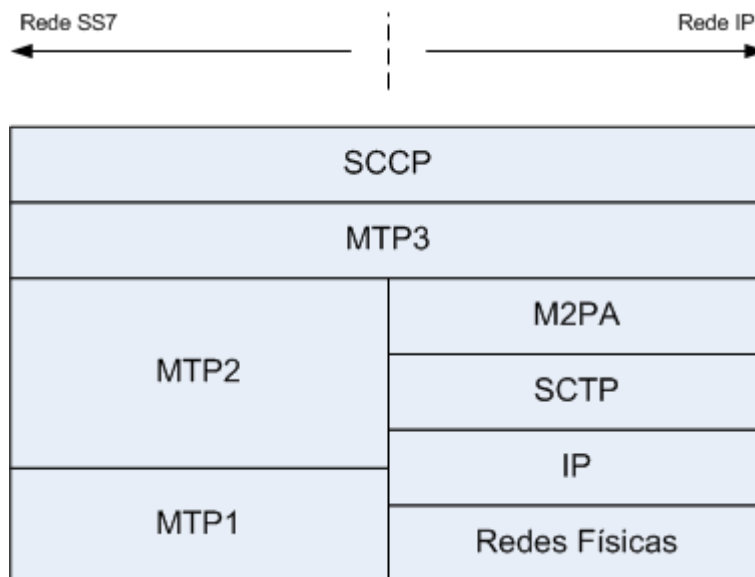 Rede SS7
Rede IP
SCCP
MTP3
MTP2
MTP1
M2PA
SCTP
IP
Redes Físicas